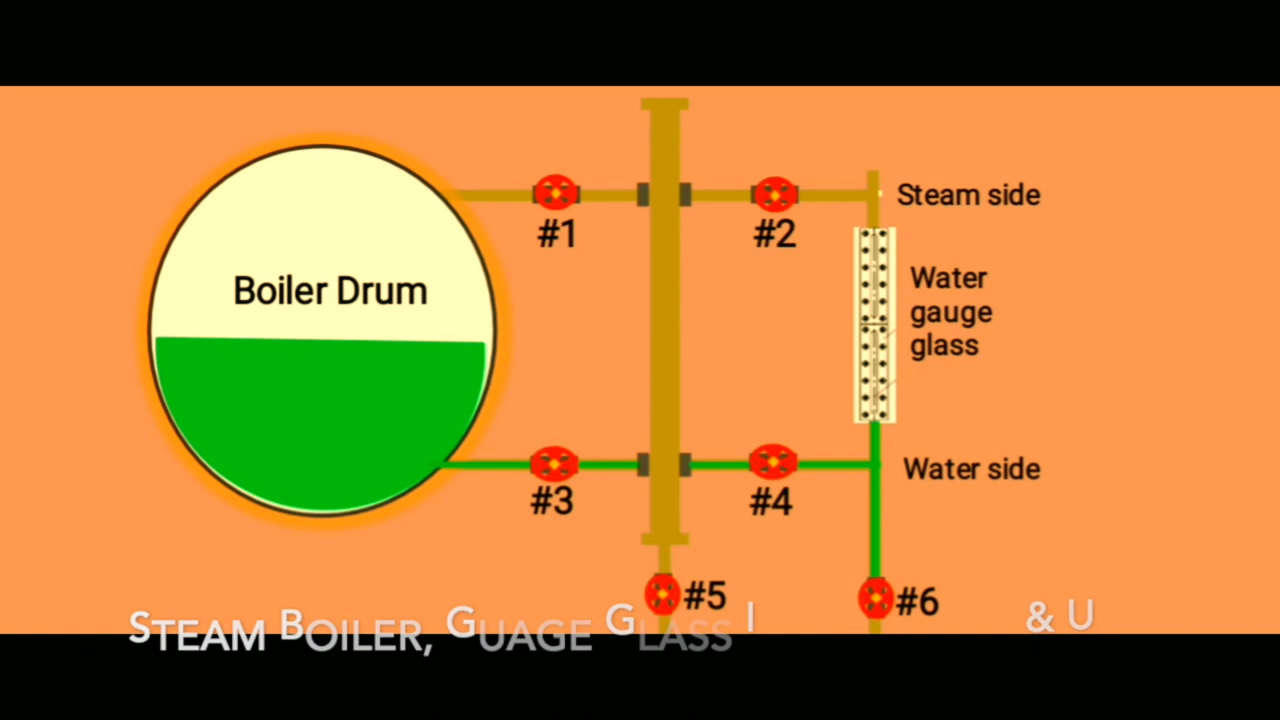 Steam side
#1
#2
Boiler Drum
Water
gauge
glass
Water side
#3
#4
#5
#6
STEAM BOILER, GUAGE GLASS I & U